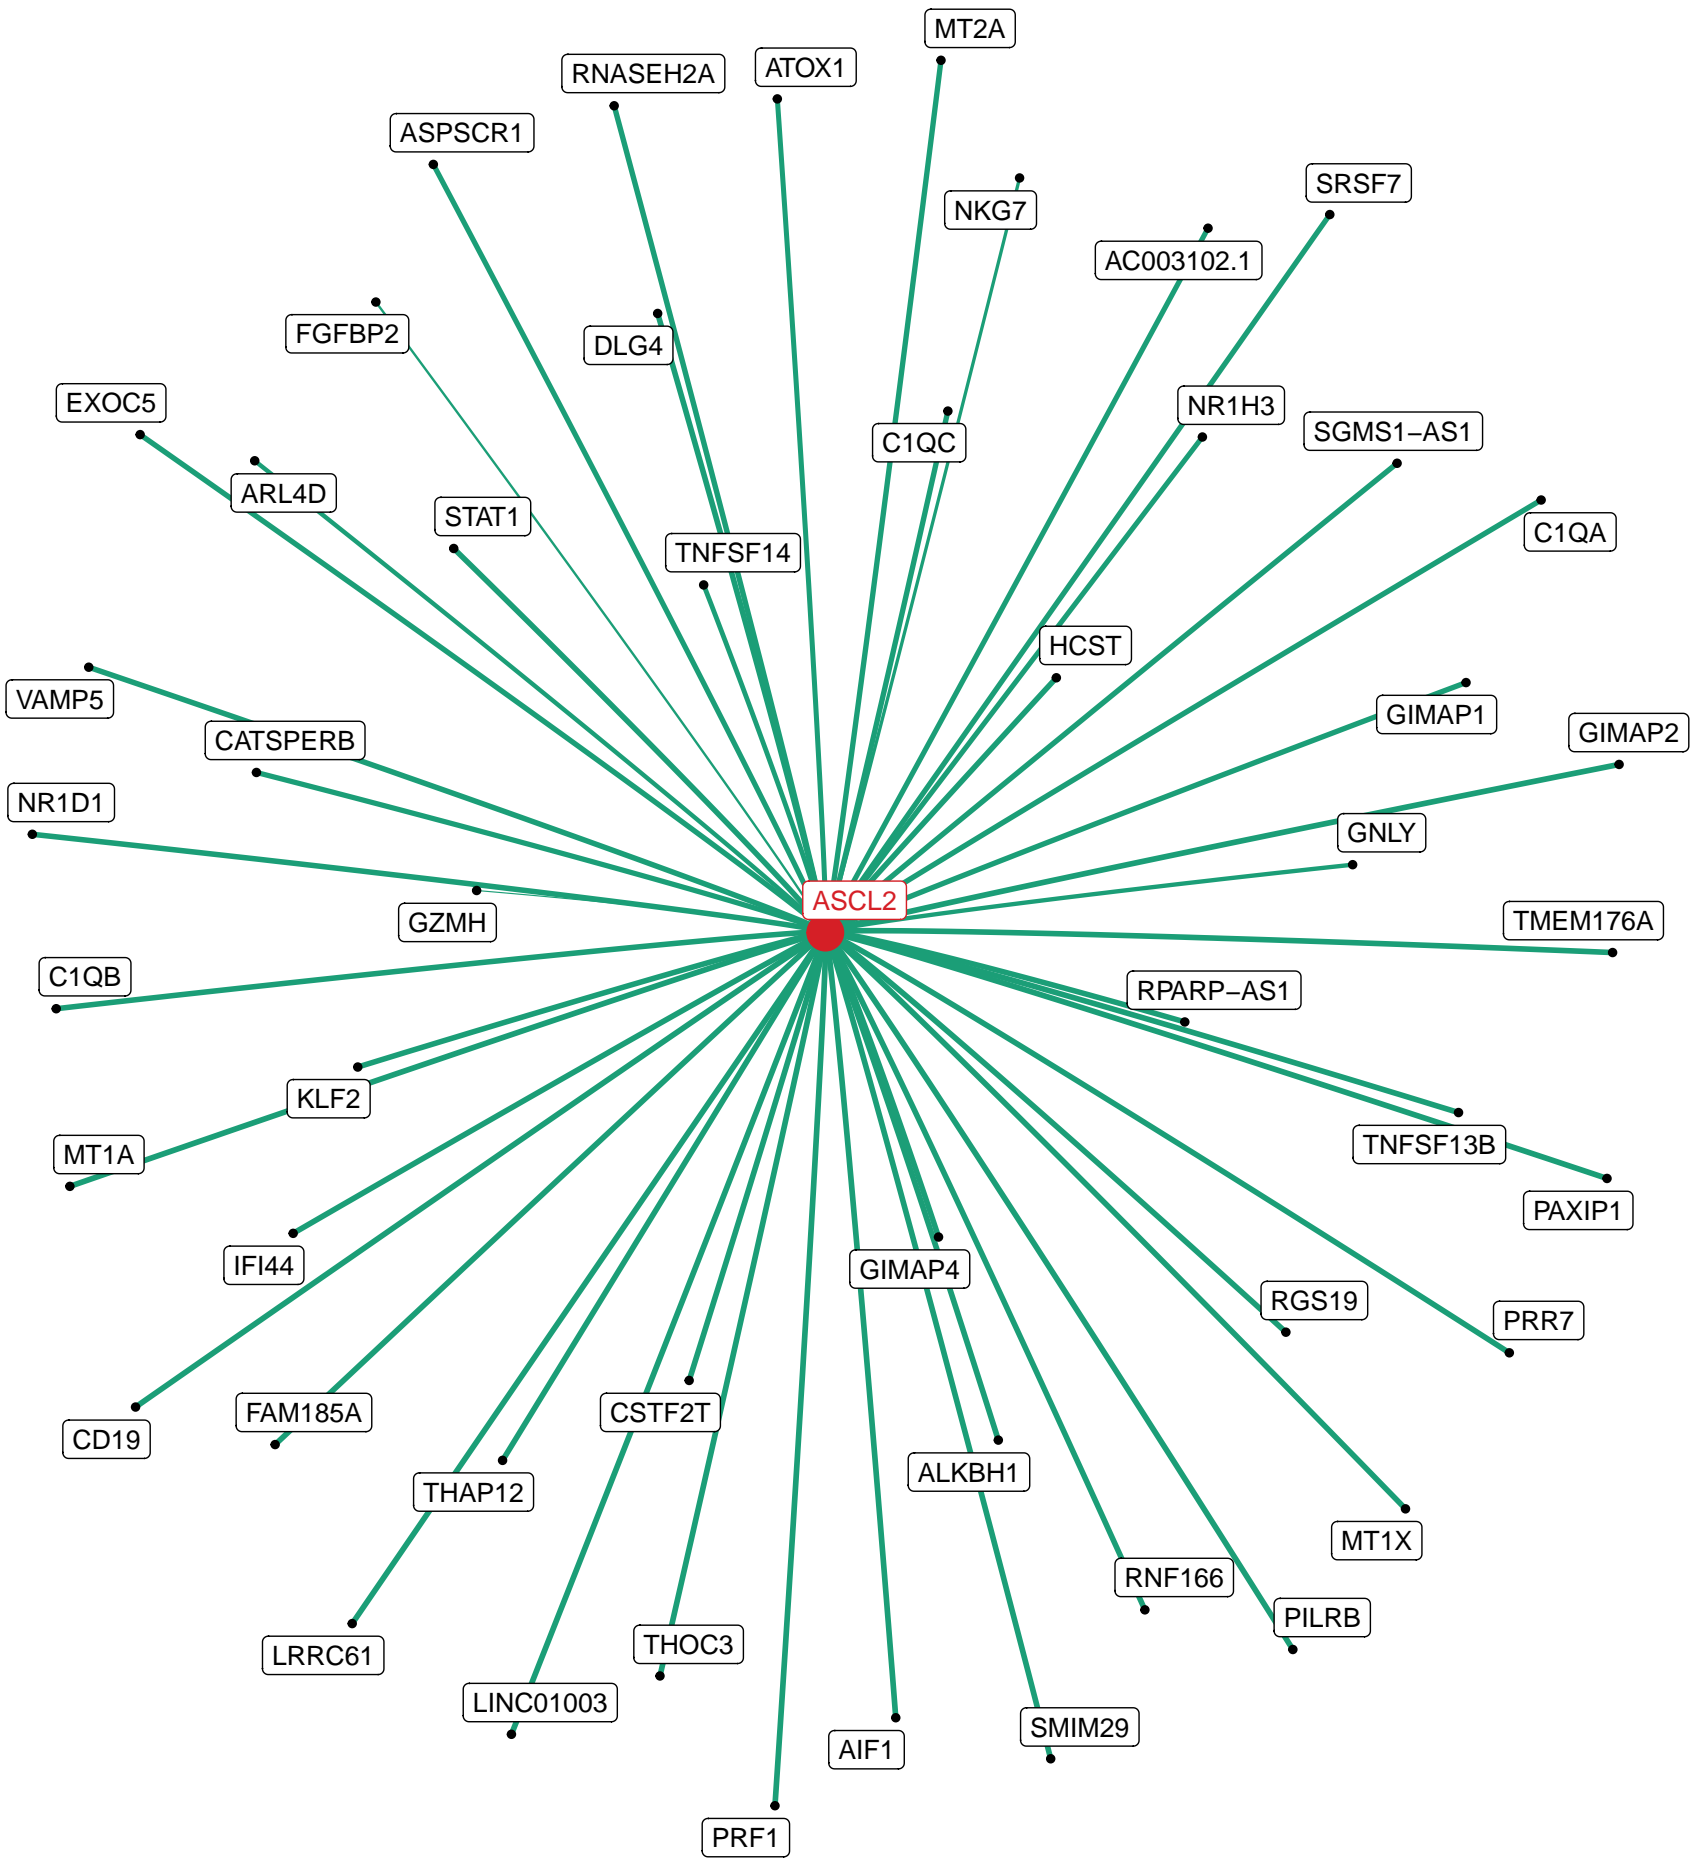 MT2A
RNASEH2A
ATOX1
ASPSCR1
SRSF7
NKG7
AC003102.1
FGFBP2
DLG4
EXOC5
NR1H3
SGMS1−AS1
C1QC
ARL4D
STAT1
C1QA
TNFSF14
HCST
VAMP5
GIMAP1
CATSPERB
GIMAP2
NR1D1
GNLY
ASCL2
GZMH
TMEM176A
C1QB
RPARP−AS1
KLF2
TNFSF13B
MT1A
PAXIP1
IFI44
GIMAP4
RGS19
PRR7
CD19
FAM185A
CSTF2T
ALKBH1
THAP12
MT1X
RNF166
PILRB
LRRC61
THOC3
LINC01003
SMIM29
AIF1
PRF1